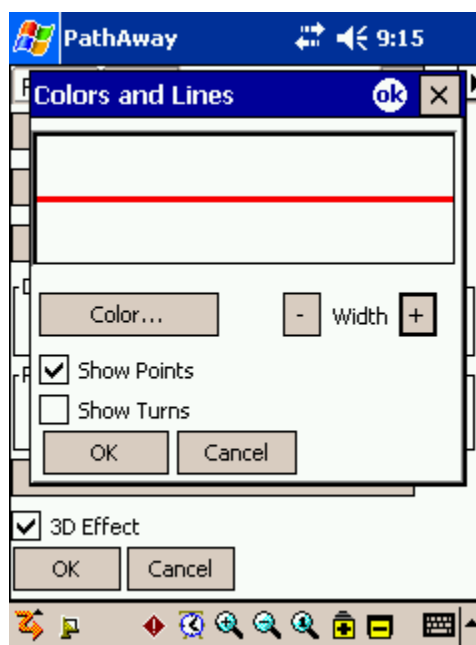 PathAway 9:15
Colors and Lines ok
Color... - Width +
Show Points
Show Turns
OK Cancel
3D Effect
OK Cancel